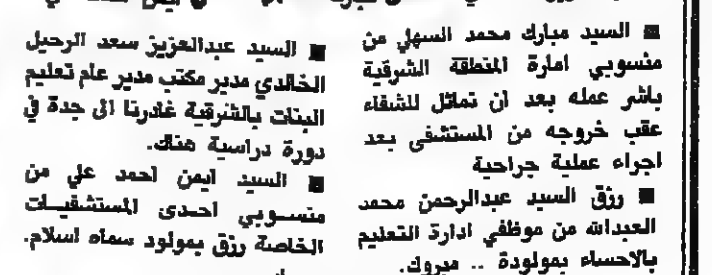 ■ السيد مبارك محمد السهلي من
منسوبي امارة المنطقة الشرقية
باشر عمله بعد ان تماثل للشفاء
عقب خروجه من المستشفى بعد
اجراء عملية جراحية
■ رزق السيد عبدالرحمن محمد
العبدالله من موظفي ادارة التعليم
بالاحساء بمولودة .. مبروك.
■ السيد عبدالعزيز سعد الرحيل
الخالدي مدير مكتب مدير عام تعليم
البنات بالشرقية غادرنا الى جدة في
دورة دراسية هناك.
■ السيد ايمن احمد علي من
منسوبي احدى المستشفيات
الخاصة رزق بمولود سماه اسلام.